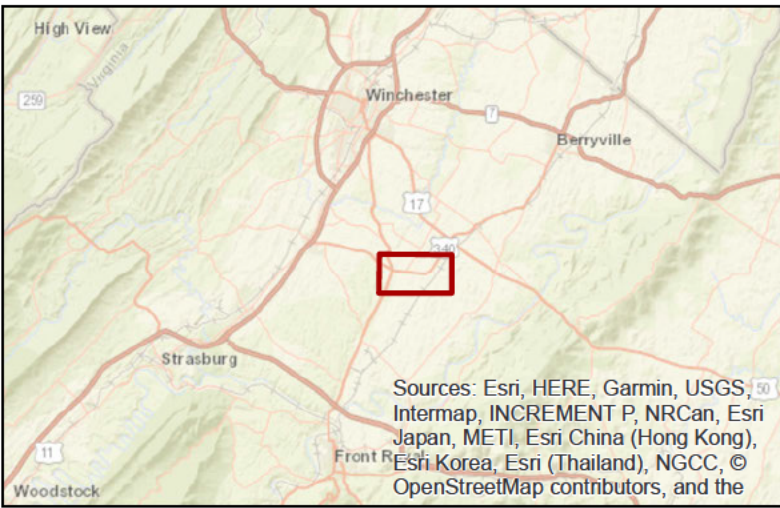 High View
Virginia
259
Winchester
7
Berryville
17
340
Strasburg
Sources: Esri, HERE, Garmin, USGS,
50
Intermap, INCREMENT P, NRCan, Esri
Japan, METI, Esri China (Hong Kong),
11
Front Royal
Esri Korea, Esri (Thailand), NGCC, ©
Woodstock
OpenStreetMap contributors, and the